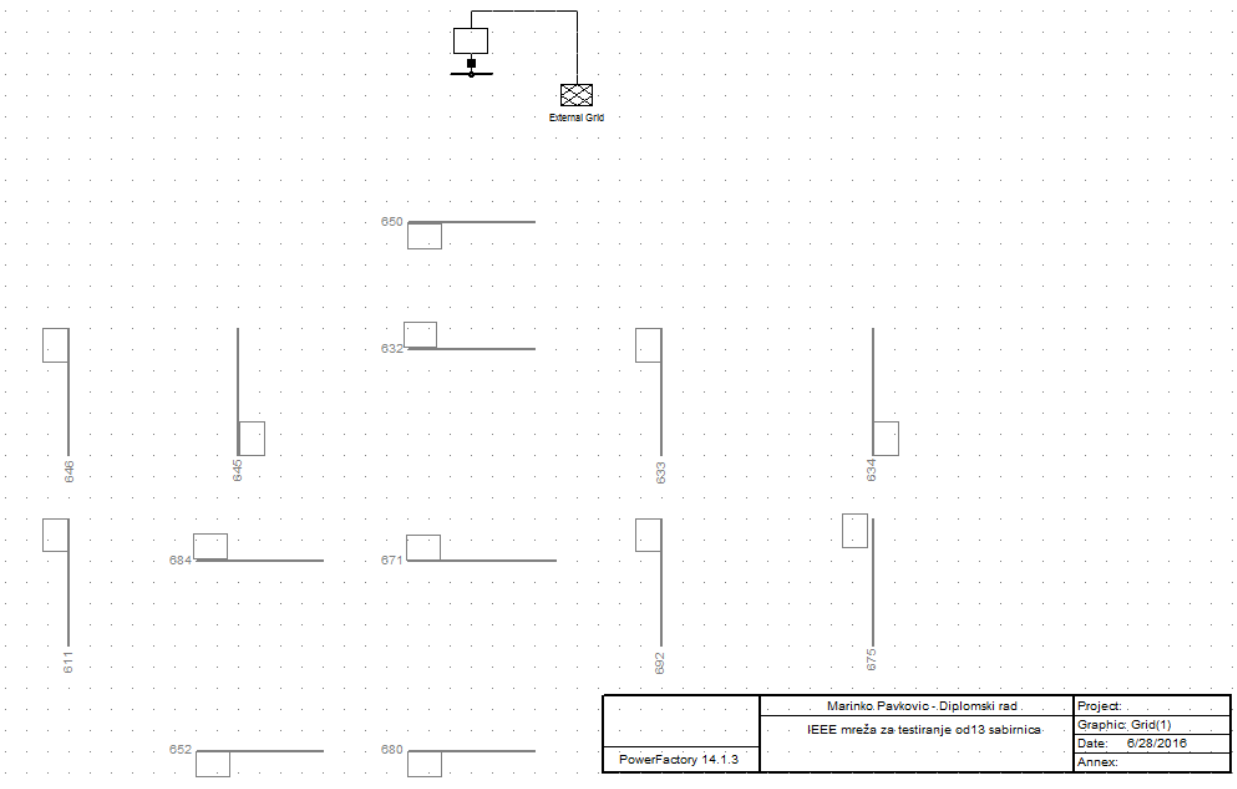 External Grid
650
632
646
645
633
634
684
671
611
692
675
652
680
Marinko Pavkovic - Diplomski rad
IEEE mreža za testiranje od13 sabirnica
PowerFactory 14.1.3
Project:
Graphic: Grid(1)
Date: 6/28/2016
Annex: